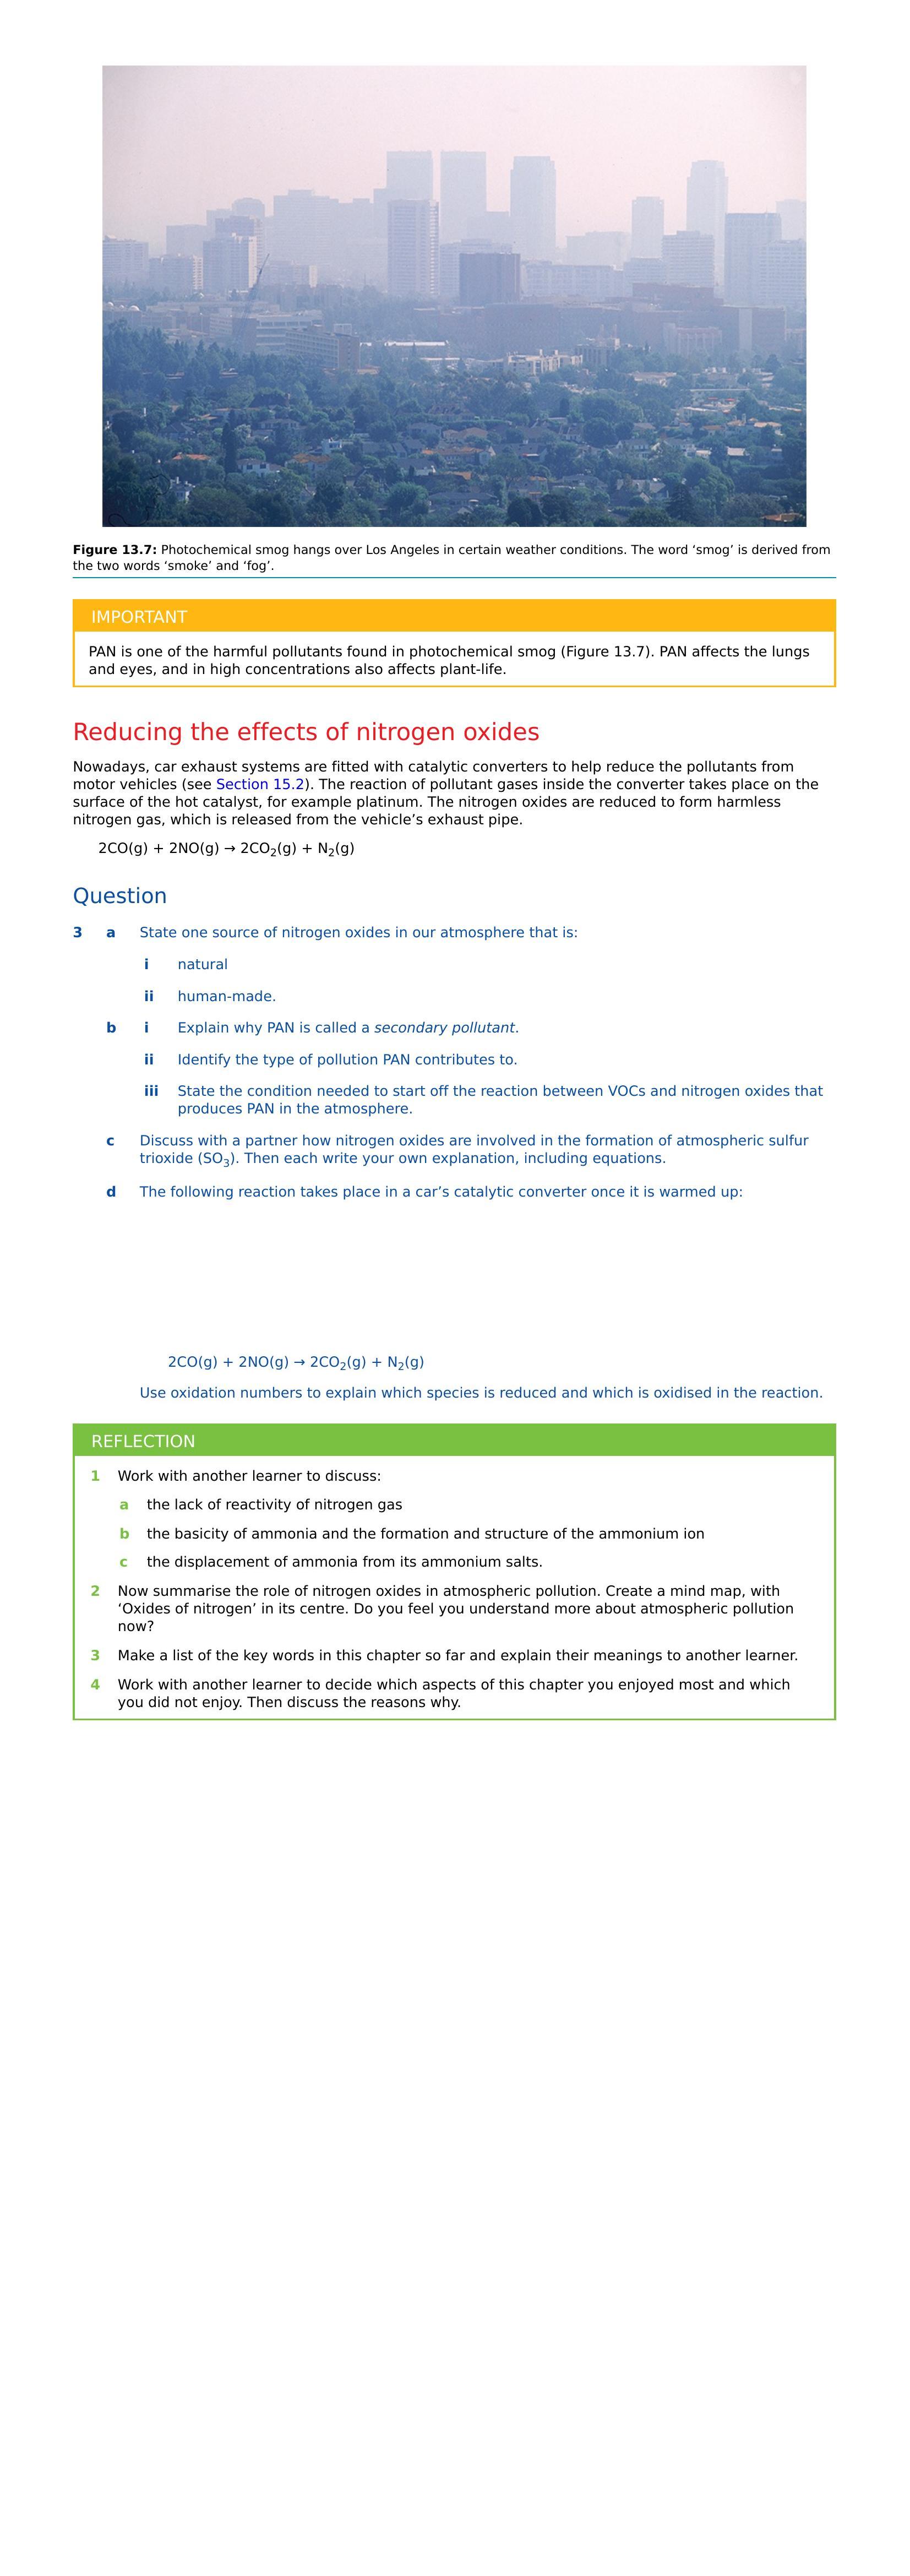 Figure 13.7: Photochemical smog hangs over Los Angeles in certain weather conditions. The word ‘smog’ is derived from
the two words ‘smoke’ and ‘fog’.
IMPORTANT
PAN is one of the harmful pollutants found in photochemical smog (Figure 13.7). PAN affects the lungs
and eyes, and in high concentrations also affects plant-life.
Reducing the effects of nitrogen oxides
Nowadays, car exhaust systems are fitted with catalytic converters to help reduce the pollutants from
motor vehicles (see Section 15.2). The reaction of pollutant gases inside the converter takes place on the
surface of the hot catalyst, for example platinum. The nitrogen oxides are reduced to form harmless
nitrogen gas, which is released from the vehicle’s exhaust pipe.
2CO(g) + 2NO(g) → 2CO₂(g) + N₂(g)
Question
3 a State one source of nitrogen oxides in our atmosphere that is:
i natural
ii human-made.
b i Explain why PAN is called a secondary pollutant.
ii Identify the type of pollution PAN contributes to.
iii State the condition needed to start off the reaction between VOCs and nitrogen oxides that
produces PAN in the atmosphere.
c Discuss with a partner how nitrogen oxides are involved in the formation of atmospheric sulfur
trioxide (SO₃). Then each write your own explanation, including equations.
d The following reaction takes place in a car’s catalytic converter once it is warmed up:
2CO(g) + 2NO(g) → 2CO₂(g) + N₂(g)
Use oxidation numbers to explain which species is reduced and which is oxidised in the reaction.
REFLECTION
1 Work with another learner to discuss:
a the lack of reactivity of nitrogen gas
b the basicity of ammonia and the formation and structure of the ammonium ion
c the displacement of ammonia from its ammonium salts.
2 Now summarise the role of nitrogen oxides in atmospheric pollution. Create a mind map, with
‘Oxides of nitrogen’ in its centre. Do you feel you understand more about atmospheric pollution
now?
3 Make a list of the key words in this chapter so far and explain their meanings to another learner.
4 Work with another learner to decide which aspects of this chapter you enjoyed most and which
you did not enjoy. Then discuss the reasons why.